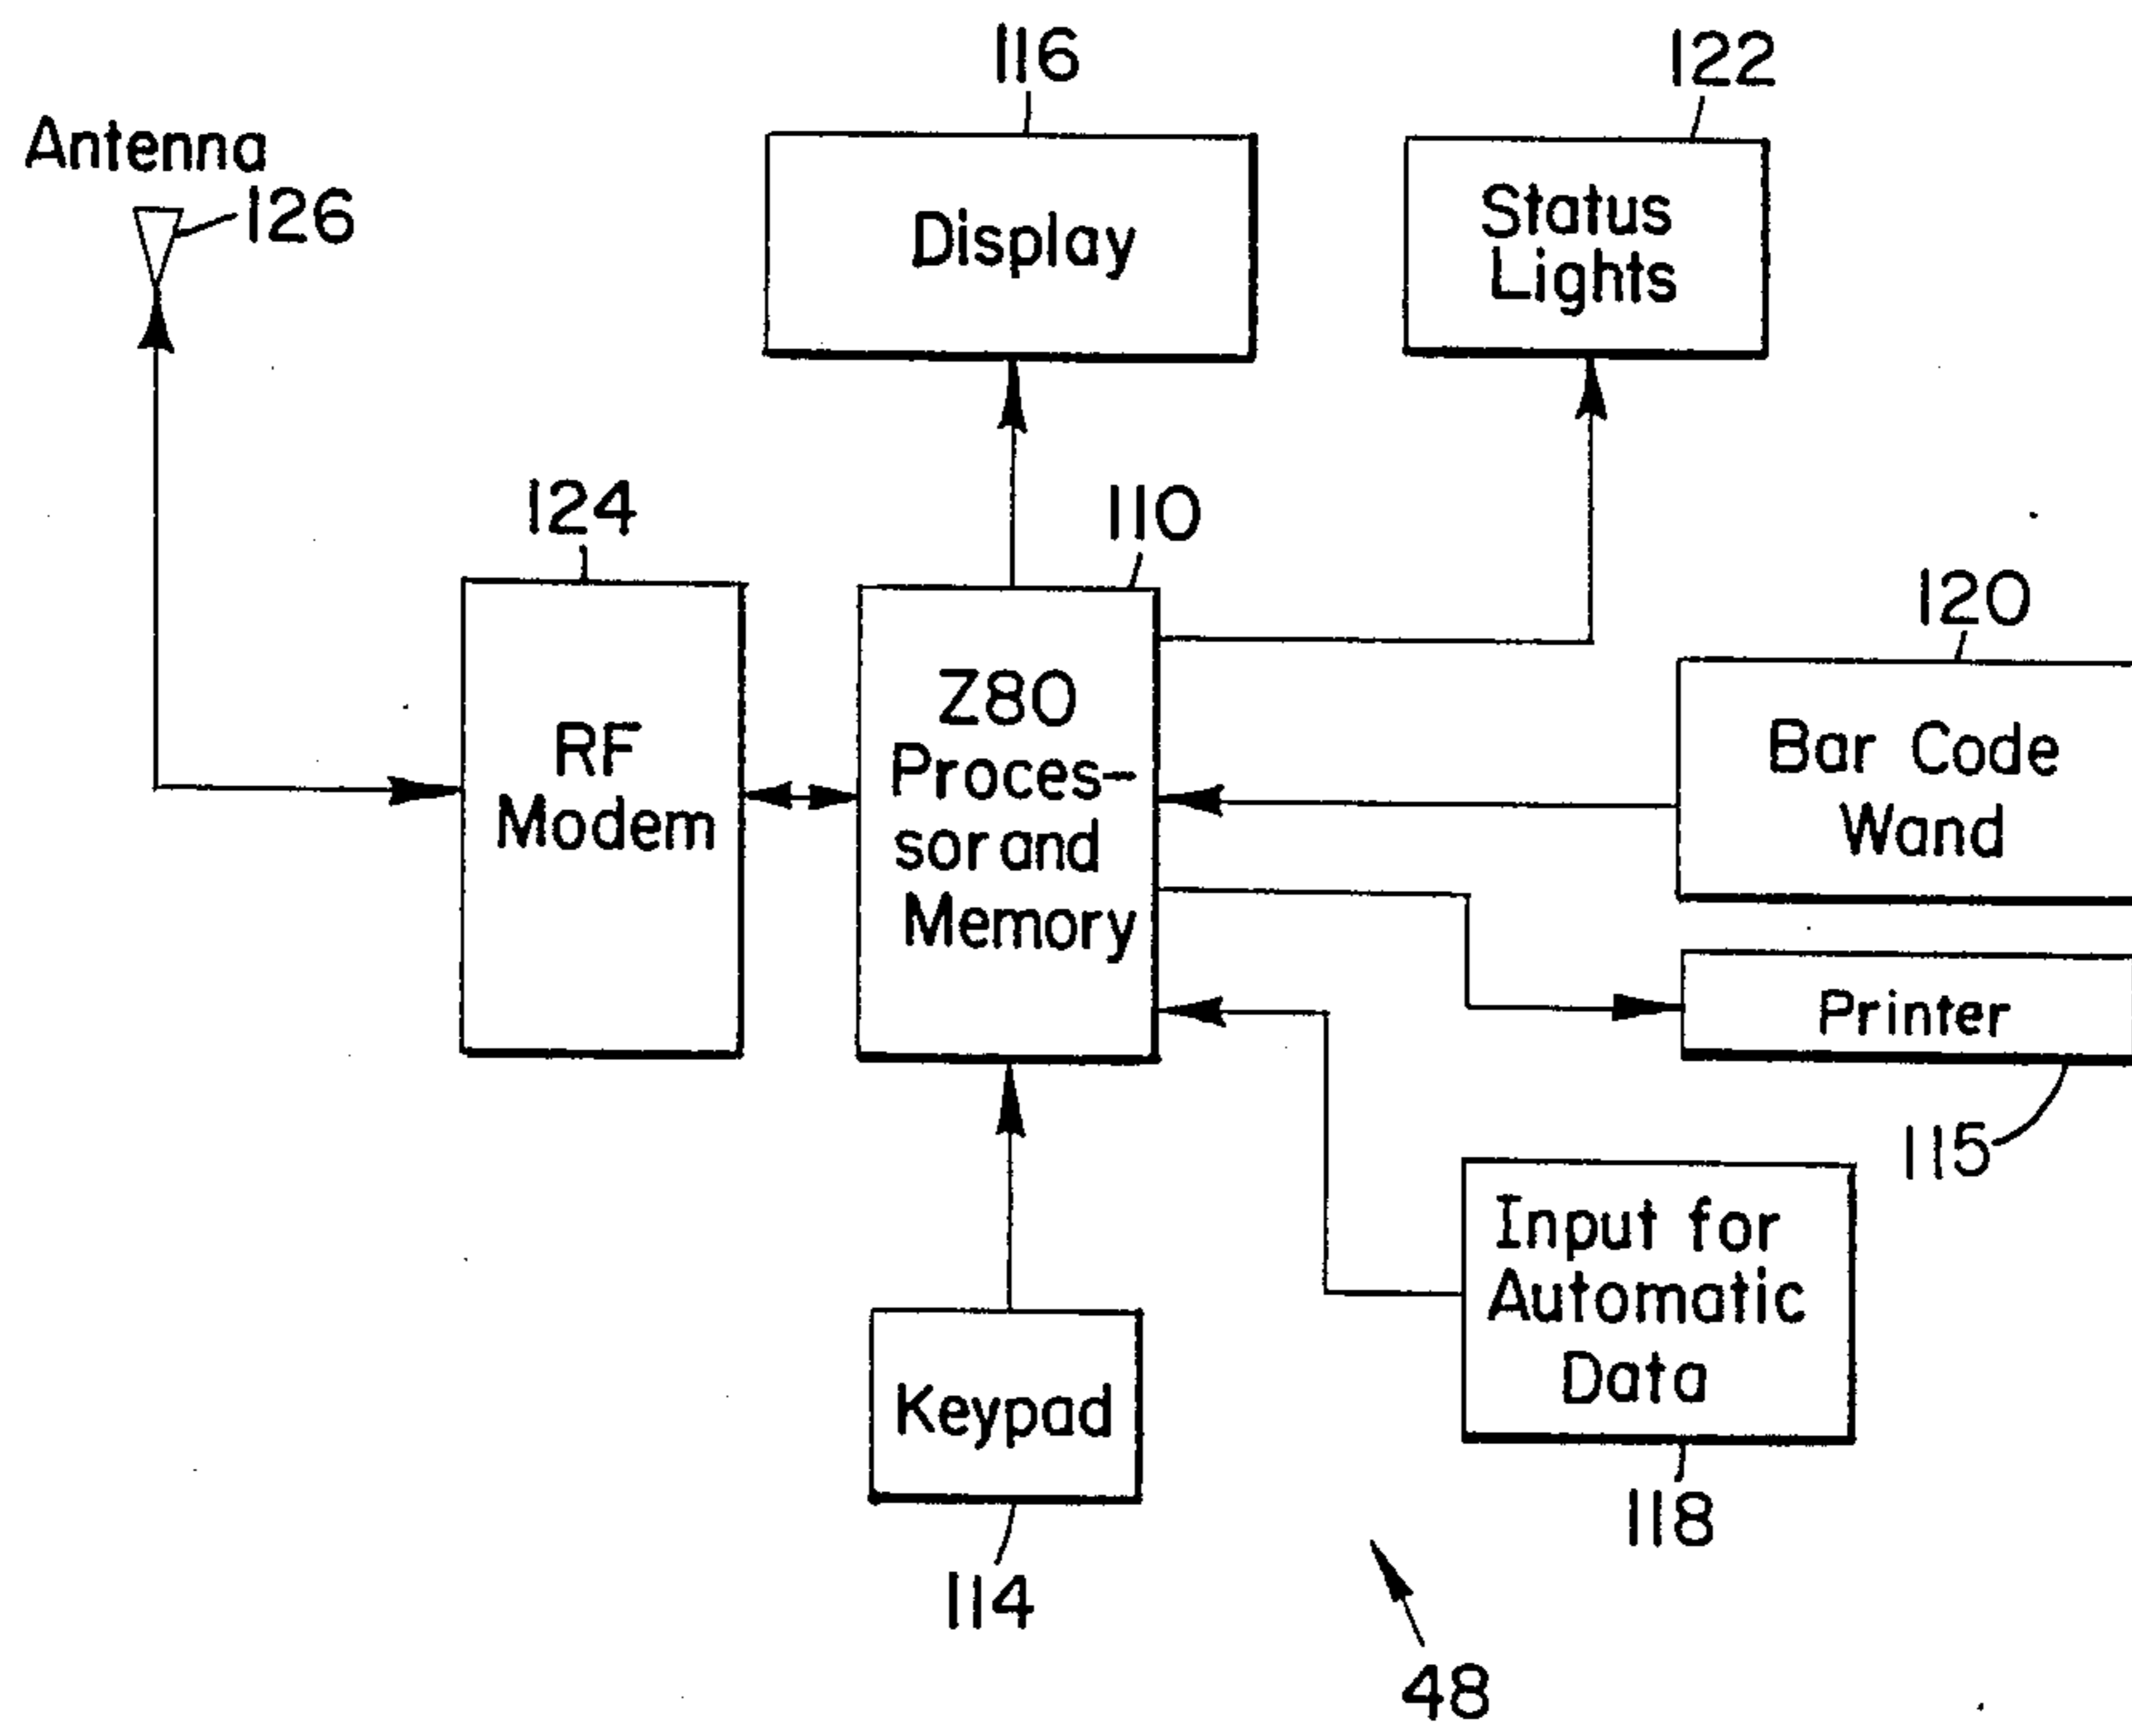 116
122
Antenna
126
Display
Status
Lights
124
110
120
RF
Modem
Z80
Proces-
sor and
Memory
Bar Code
Wand
Printer
115
Input for
Automatic
Data
118
Keypad
114
48